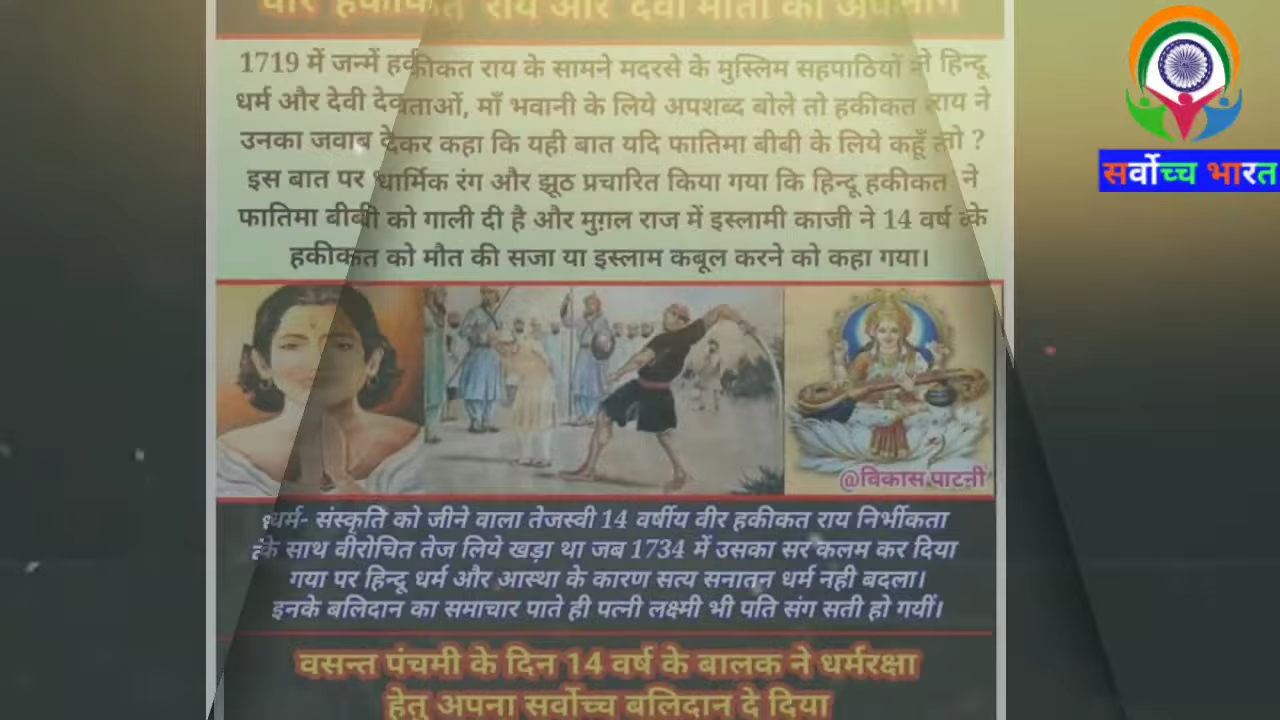 वीर हकीकत राय और देवी माता का अपमान
सर्वोच्च भारत
1719 में जन्में हकीकत राय के सामने मदरसे के मुस्लिम सहपाठियों ने हिन्दू
धर्म और देवी देवताओं, माँ भवानी के लिये अपशब्द बोले तो हकीकत राय ने
उनका जवाब देकर कहा कि यही बात यदि फातिमा बीबी के लिये कहूँ तो ?
इस बात पर धार्मिक रंग और झूठ प्रचारित किया गया कि हिन्दू हकीकत ने
फातिमा बीबी को गाली दी है और मुग़ल राज में इस्लामी काजी ने 14 वर्ष के
हकीकत को मौत की सजा या इस्लाम कबूल करने को कहा गया।
@विकास पाटनी
धर्म- संस्कृति को जीने वाला तेजस्वी 14 वर्षीय वीर हकीकत राय निर्भीकता
के साथ वीरोचित तेज लिये खड़ा था जब 1734 में उसका सर कलम कर दिया
गया पर हिन्दू धर्म और आस्था के कारण सत्य सनातन धर्म नही बदला।
इनके बलिदान का समाचार पाते ही पत्नी लक्ष्मी भी पति संग सती हो गयीं।
वसन्त पंचमी के दिन 14 वर्ष के बालक ने धर्मरक्षा
हेतु अपना सर्वोच्च बलिदान दे दिया